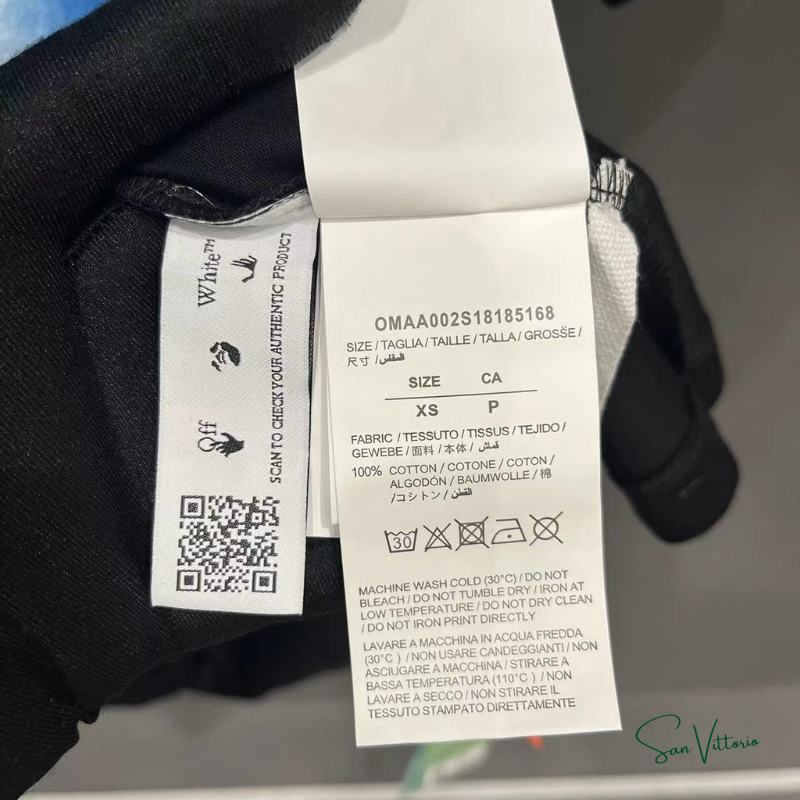 White™
Off
SCAN TO CHECK YOUR AUTHENTIC PRODUCT
OMAA002S18185168
SIZE / TAGLIA / TAILLE / TALLA / GROSSE /
尺寸 / المقاس
SIZE CA
XS P
FABRIC / TESSUTO / TISSUS / TEJIDO /
GEWEBE / 面料 / 本体 / قماش
100% COTTON / COTONE / COTON /
ALGODÓN / BAUMWOLLE / 棉
/コシトン / القطن
30
MACHINE WASH COLD (30°C) / DO NOT
BLEACH / DO NOT TUMBLE DRY / IRON AT
LOW TEMPERATURE / DO NOT DRY CLEAN
/ DO NOT IRON PRINT DIRECTLY
LAVARE A MACCHINA IN ACQUA FREDDA
(30°C ) / NON USARE CANDEGGIANTI / NON
ASCIUGARE A MACCHINA / STIRARE A
BASSA TEMPERATURA (110°C ) / NON
LAVARE A SECCO / NON STIRARE IL
TESSUTO STAMPATO DIRETTAMENTE
San Vittorio